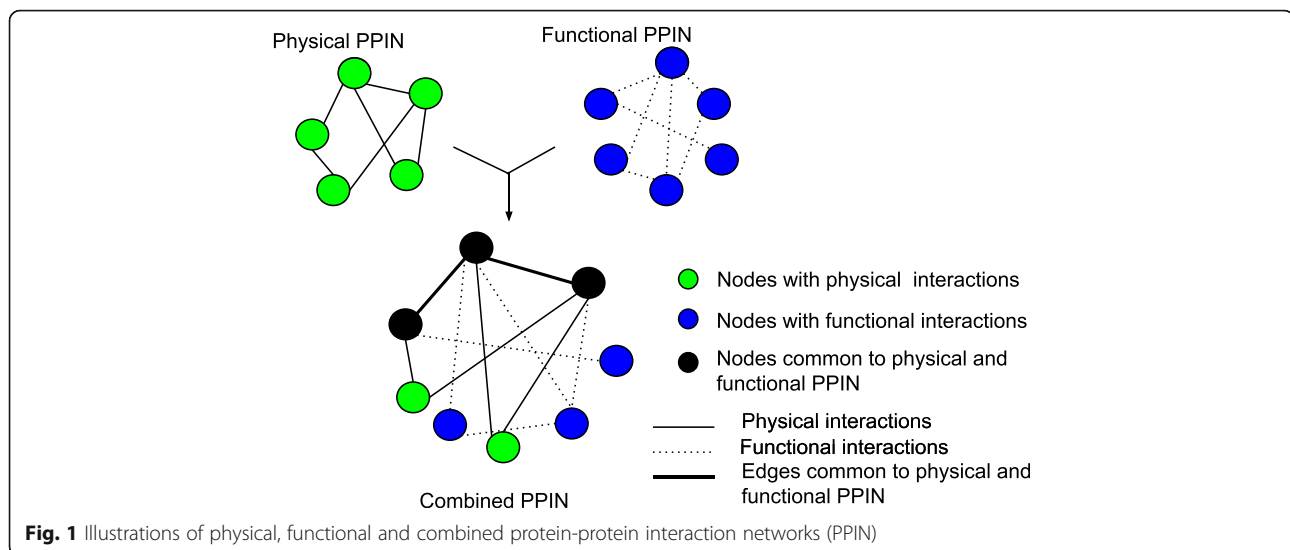 Physical PPIN
Functional PPIN
Nodes with physical interactions
Nodes with functional interactions
Nodes common to physical and
functional PPIN
Physical interactions
Functional interactions
Edges common to physical and
functional PPIN
Combined PPIN
Fig. 1 Illustrations of physical, functional and combined protein-protein interaction networks (PPIN)